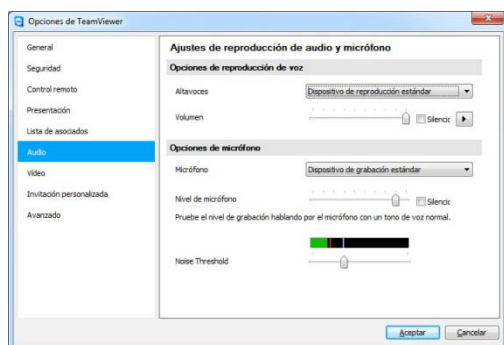 Opciones de TeamViewer
General
Seguridad
Control remoto
Presentación
Lista de asociados
Audio
Vídeo
Invitación personalizada
Avanzado
Ajustes de reproducción de audio y micrófono
Opciones de reproducción de voz
Altavoces
Dispositivo de reproducción estándar
Volumen
Silencic
Opciones de micrófono
Micrófono
Dispositivo de grabación estándar
Nivel de micrófono
Silencic
Pruebe el nivel de grabación hablando por el micrófono con un tono de voz normal.
Noise Threshold
Aceptar
Cancelar